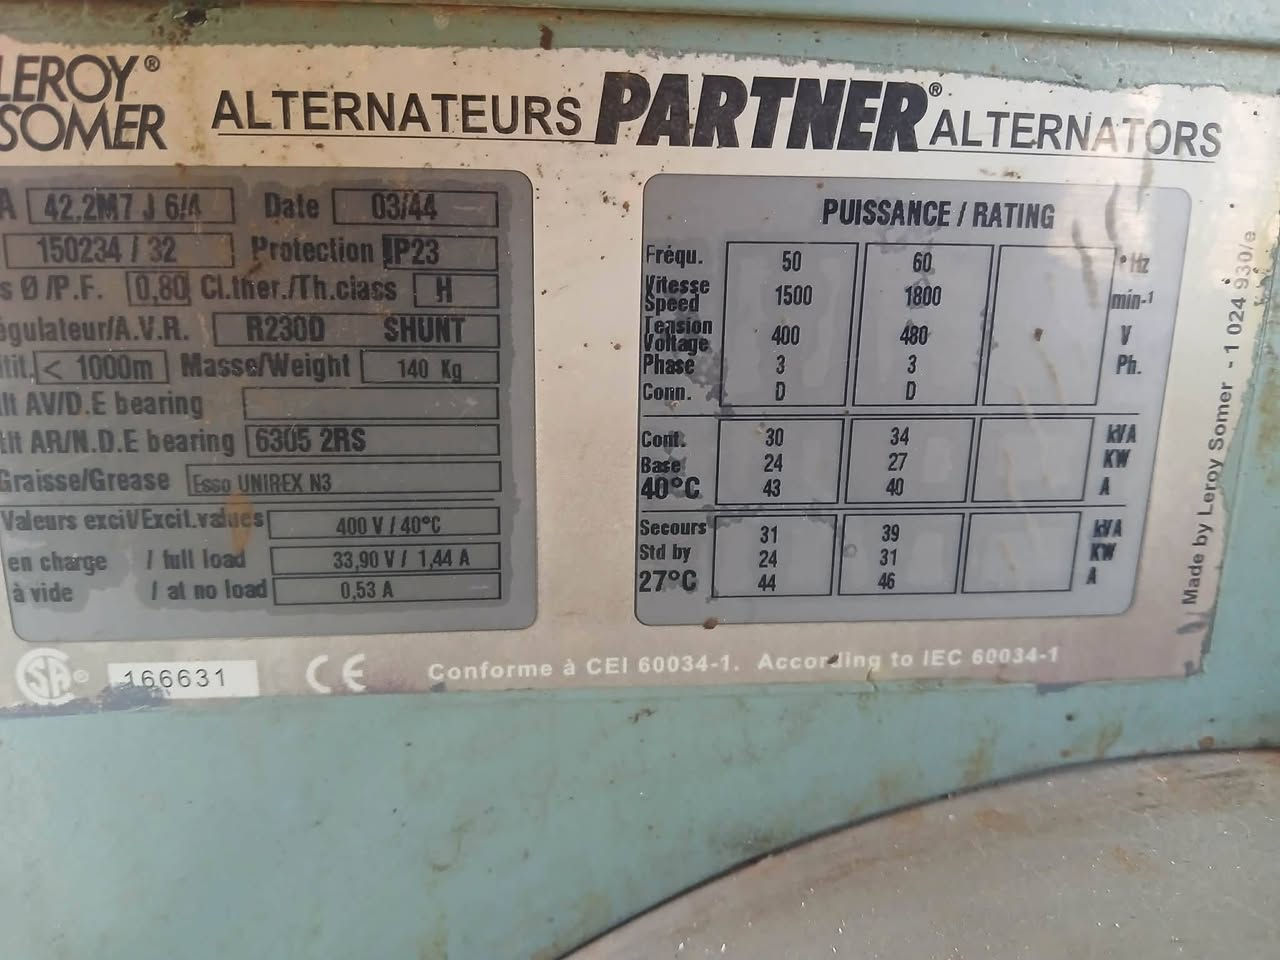 LEROY®
SOMER
ALTERNATEURS PARTNER® ALTERNATORS
A 42.2M7 J 6/4 Date 03/44
150234 / 32 Protection IP23
s Ø/P.F. 0,80 Cl.ther./Th.class H
égulateur/A.V.R. R230D SHUNT
ltit. < 1000m Masse/Weight 140 Kg
lt AV/D.E bearing
lt AR/N.D.E bearing 6305 2RS
Graisse/Grease Esso UNIREX N3
Valeurs excit/Excit.values 400 V / 40°C
en charge / full load 33,90 V / 1,44 A
à vide / at no load 0,53 A
PUISSANCE / RATING
Fréqu. 50 60 Hz
Vitesse
Speed 1500 1800 min-1
Tension
Voltage 400 480 V
Phase 3 3 Ph.
Conn. D D
Cont. 30 34 kVA
Base 24 27 KW
40°C 43 40 A
Secours 31 39 kVA
Std by 24 31 KW
27°C 44 46 A
Made by Leroy Somer - 1 024 930/e
SA® 166631 CE Conforme à CEI 60034-1. According to IEC 60034-1